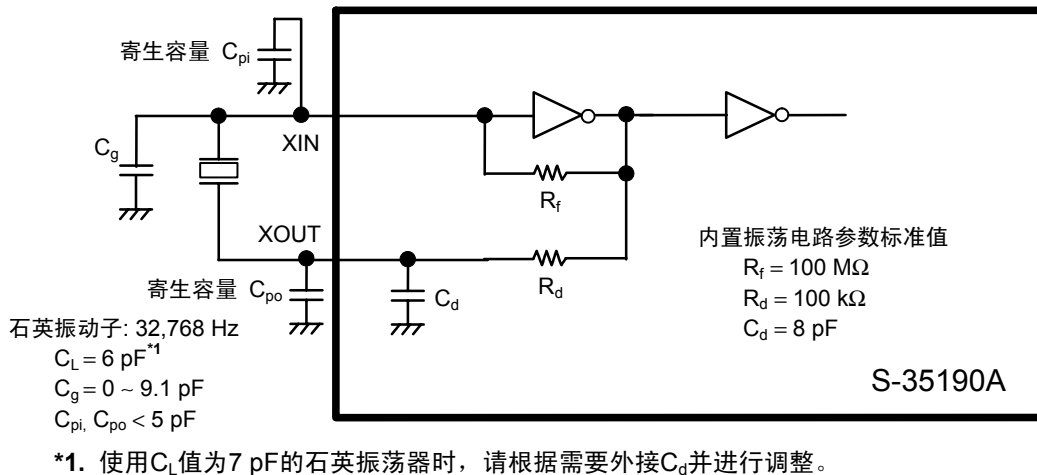 寄生容量 Cpi
Cg
XIN
Rf
XOUT
Rd
寄生容量 Cpo
Cd
内置振荡电路参数标准值
Rf = 100 MΩ
Rd = 100 kΩ
Cd = 8 pF
S-35190A
石英振动子: 32,768 Hz
CL = 6 pF*1
Cg = 0 ~ 9.1 pF
Cpi, Cpo < 5 pF
*1. 使用CL值为7 pF的石英振荡器时，请根据需要外接Cd并进行调整。